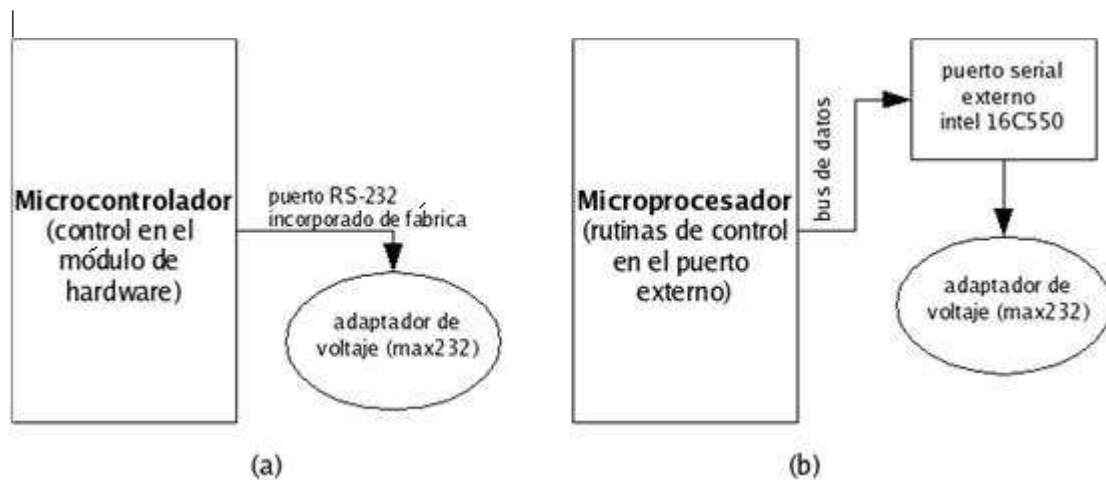 Microcontrolador
(control en el
módulo de
hardware)
puerto RS-232
incorporado de fábrica
adaptador de
voltaje (max232)
(a)
Microprocesador
(rutinas de control
en el puerto
externo)
bus de datos
puerto serial
externo
intel 16C550
adaptador de
voltaje (max232)
(b)